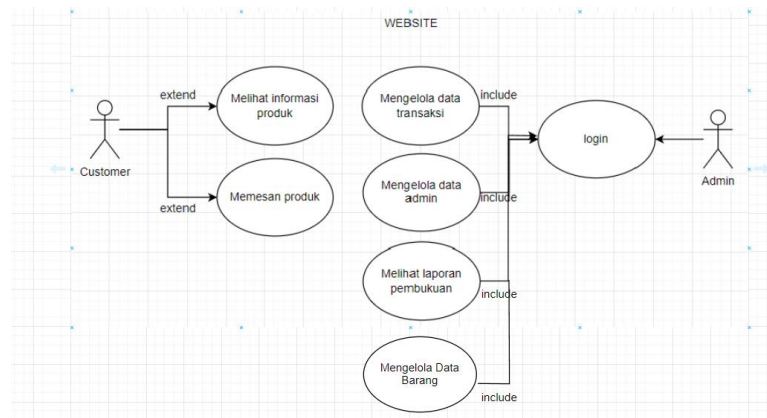 WEBSITE
extend
Melihat informasi
produk
Mengelola data
transaksi
include
login
Customer
Admin
Memesan produk
extend
Mengelola data
admin
include
Melihat laporan
pembukuan
include
Mengelola Data
Barang
include